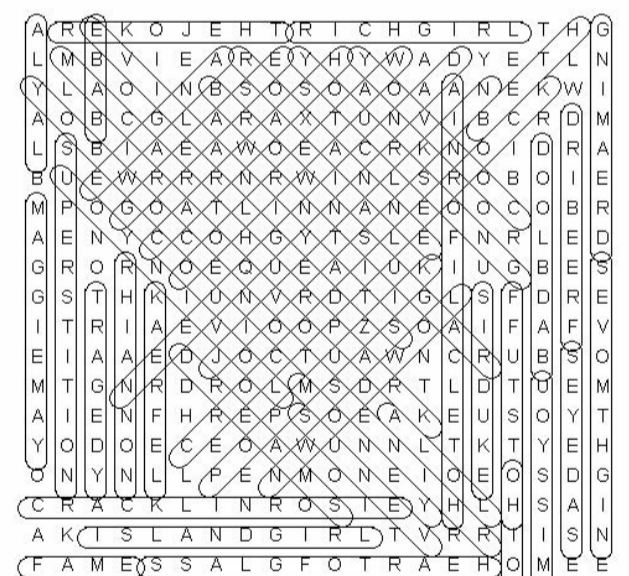 A R E K O J E H T R I C H G I R L T H G
L M B V I E A R E Y H Y W A D Y E T L N
Y L A O I N B S O S O A O A A N E K W I
A O B C G L A R A X T U N V I B C R D M
L S B I A E A W O E A C R K N O I D R A
B U E W R R R N R W I N L S R O B O I E
M P O G O A T L I N N A N E O O C O B R
A E N Y C C O H G Y T S L E F N R L E D
G R O R N O E Q U E A I U K I U G B E S
G S T H K I U N V R D T I G L S F D R E
I T R I A E V I O O P Z S O A I F A F V
E I A A E D J O C T U A W N C R U B S O
M T G N R D R O L M S D R T L D T U E M
A I E N F H R E P S O E A K E U S O Y T
Y O D O E C E O A W U N N L T K T Y E H
O N Y N L L P E N M O N E I O E O S D G
C R A C K L I N R O S I E Y H L H S A I
A K I S L A N D G I R L T V R R T I S N
F A M E S S A L G F O T R A E H O M E E